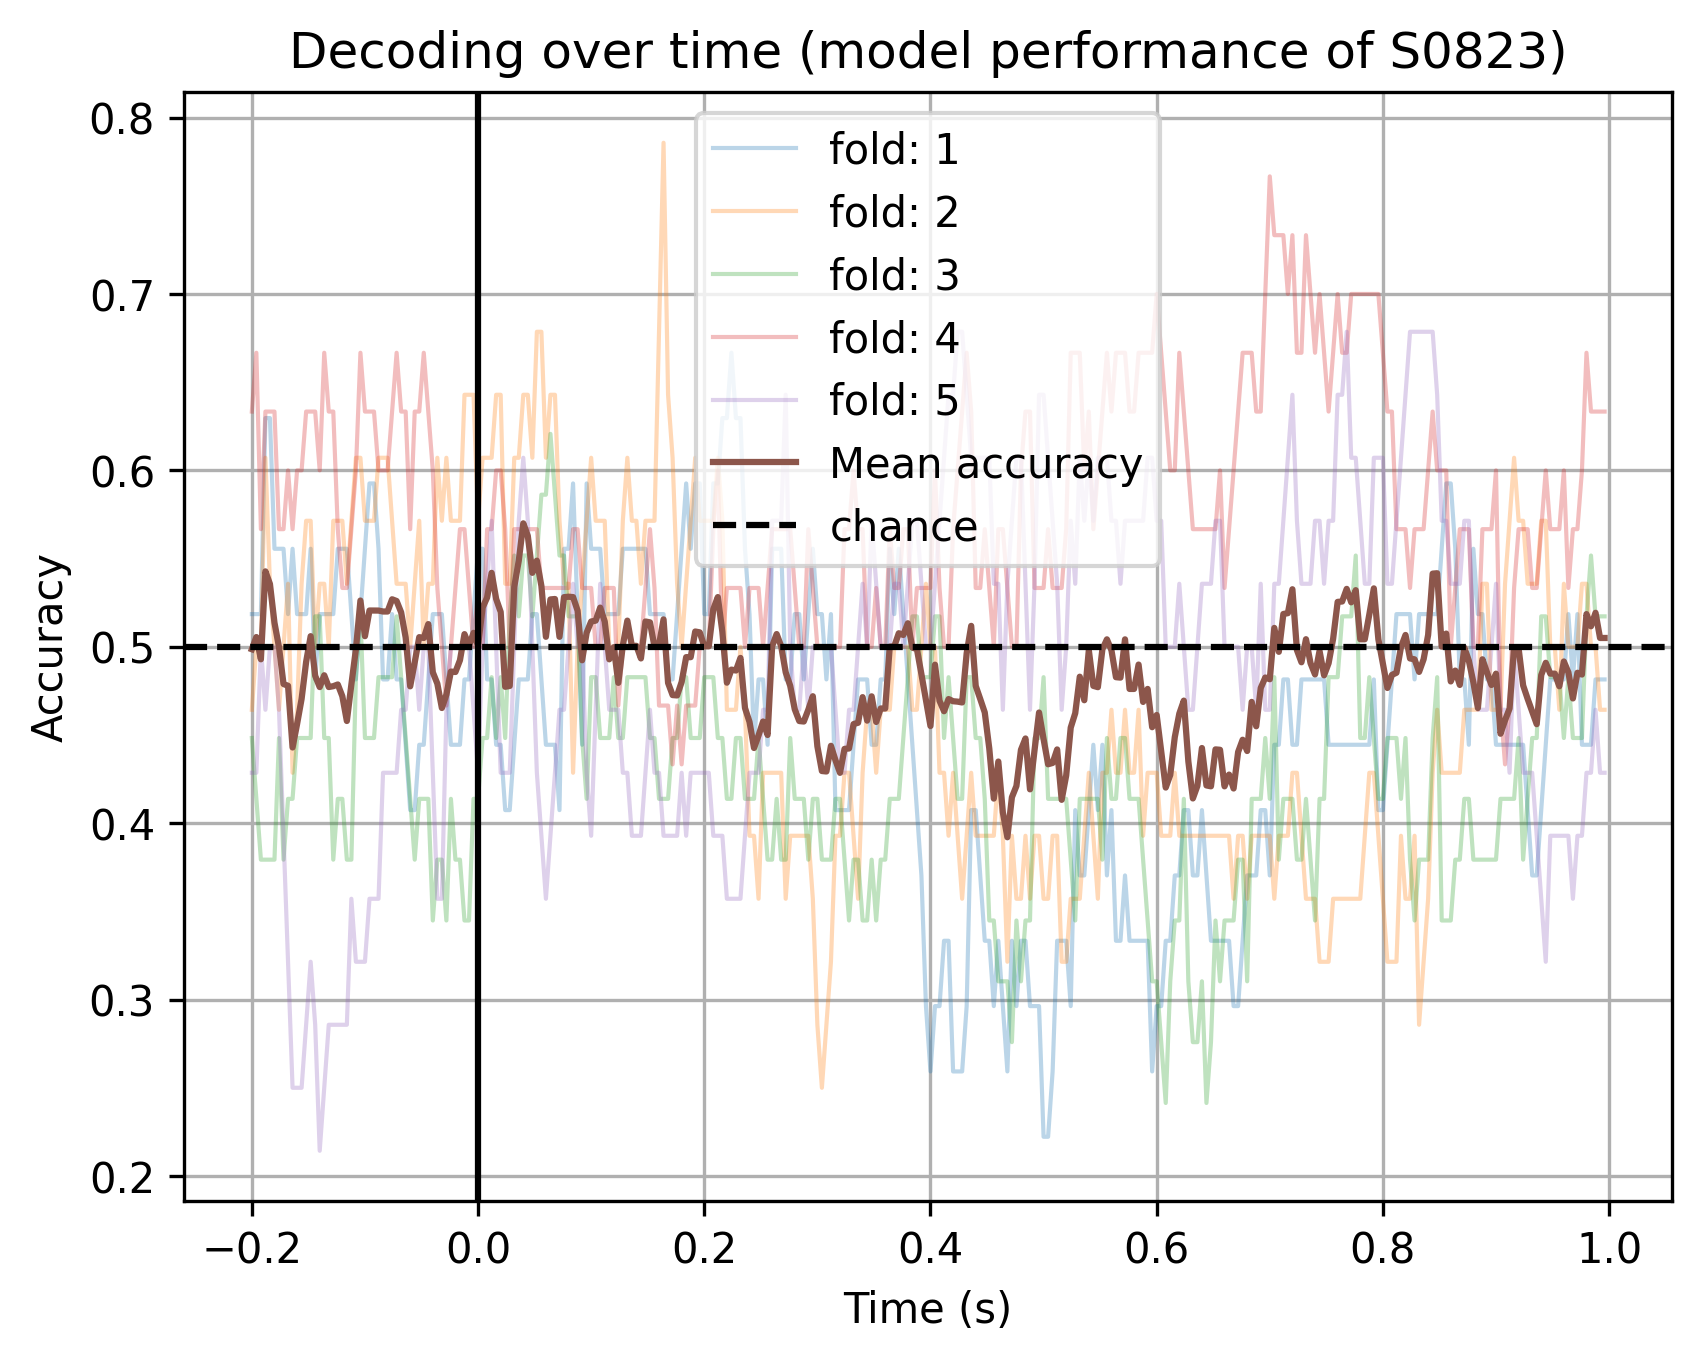 Decoding over time (model performance of S0823)
Accuracy
0.8
0.7
0.6
0.5
0.4
0.3
0.2
fold: 1
fold: 2
fold: 3
fold: 4
fold: 5
Mean accuracy
chance
−0.2 0.0 0.2 0.4 0.6 0.8 1.0
Time (s)